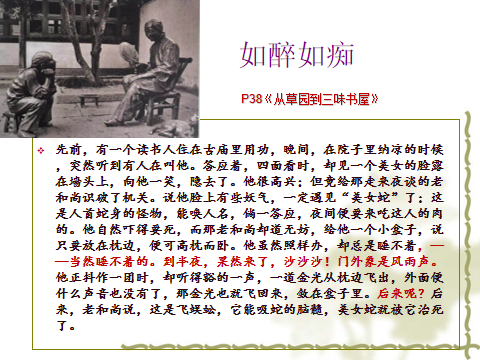 如醉如痴
P38《从草园到三味书屋》
先前，有一个读书人住在古庙里用功，晚间，在院子里纳凉的时候
，突然听到有人在叫他。答应着，四面看时，却见一个美女的脸露
在墙头上，向他一笑，隐去了。他很高兴；但竟给那走来夜谈的老
和尚识破了机关。说他脸上有些妖气，一定遇见“美女蛇”了；这
是人首蛇身的怪物，能唤人名，倘一答应，夜间便要来吃这人的肉
的。他自然吓得要死，而那老和尚却道无妨，给他一个小盒子，说
只要放在枕边，便可高枕而卧。他虽然照样办，却总是睡不着，—
—当然睡不着的。到半夜，果然来了，沙沙沙！门外象是风雨声。
他正抖作一团时，却听得豁的一声，一道金光从枕边飞出，外面便
什么声音也没有了，那金光也就飞回来，敛在盒子里。后来呢？后
来，老和尚说，这是飞蜈蚣，它能吸蛇的脑髓，美女蛇就被它治死
了。